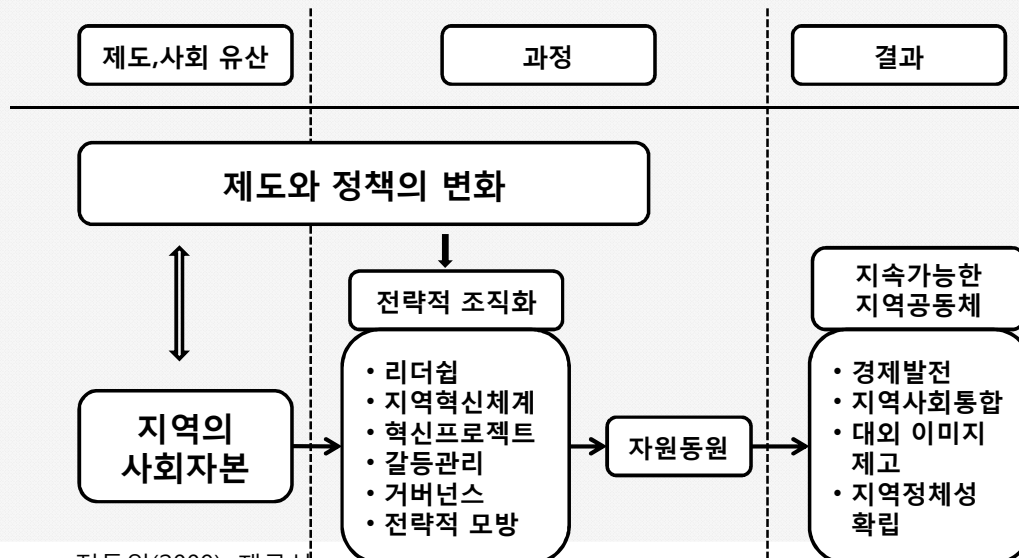 제도,사회 유산
과정
결과
제도와 정책의 변화
전략적 조직화
지속가능한
지역공동체
• 리더쉽
• 지역혁신체계
• 혁신프로젝트
• 갈등관리
• 거버넌스
• 전략적 모방
지역의
사회자본
자원동원
• 경제발전
• 지역사회통합
• 대외 이미지
제고
• 지역정체성
확립